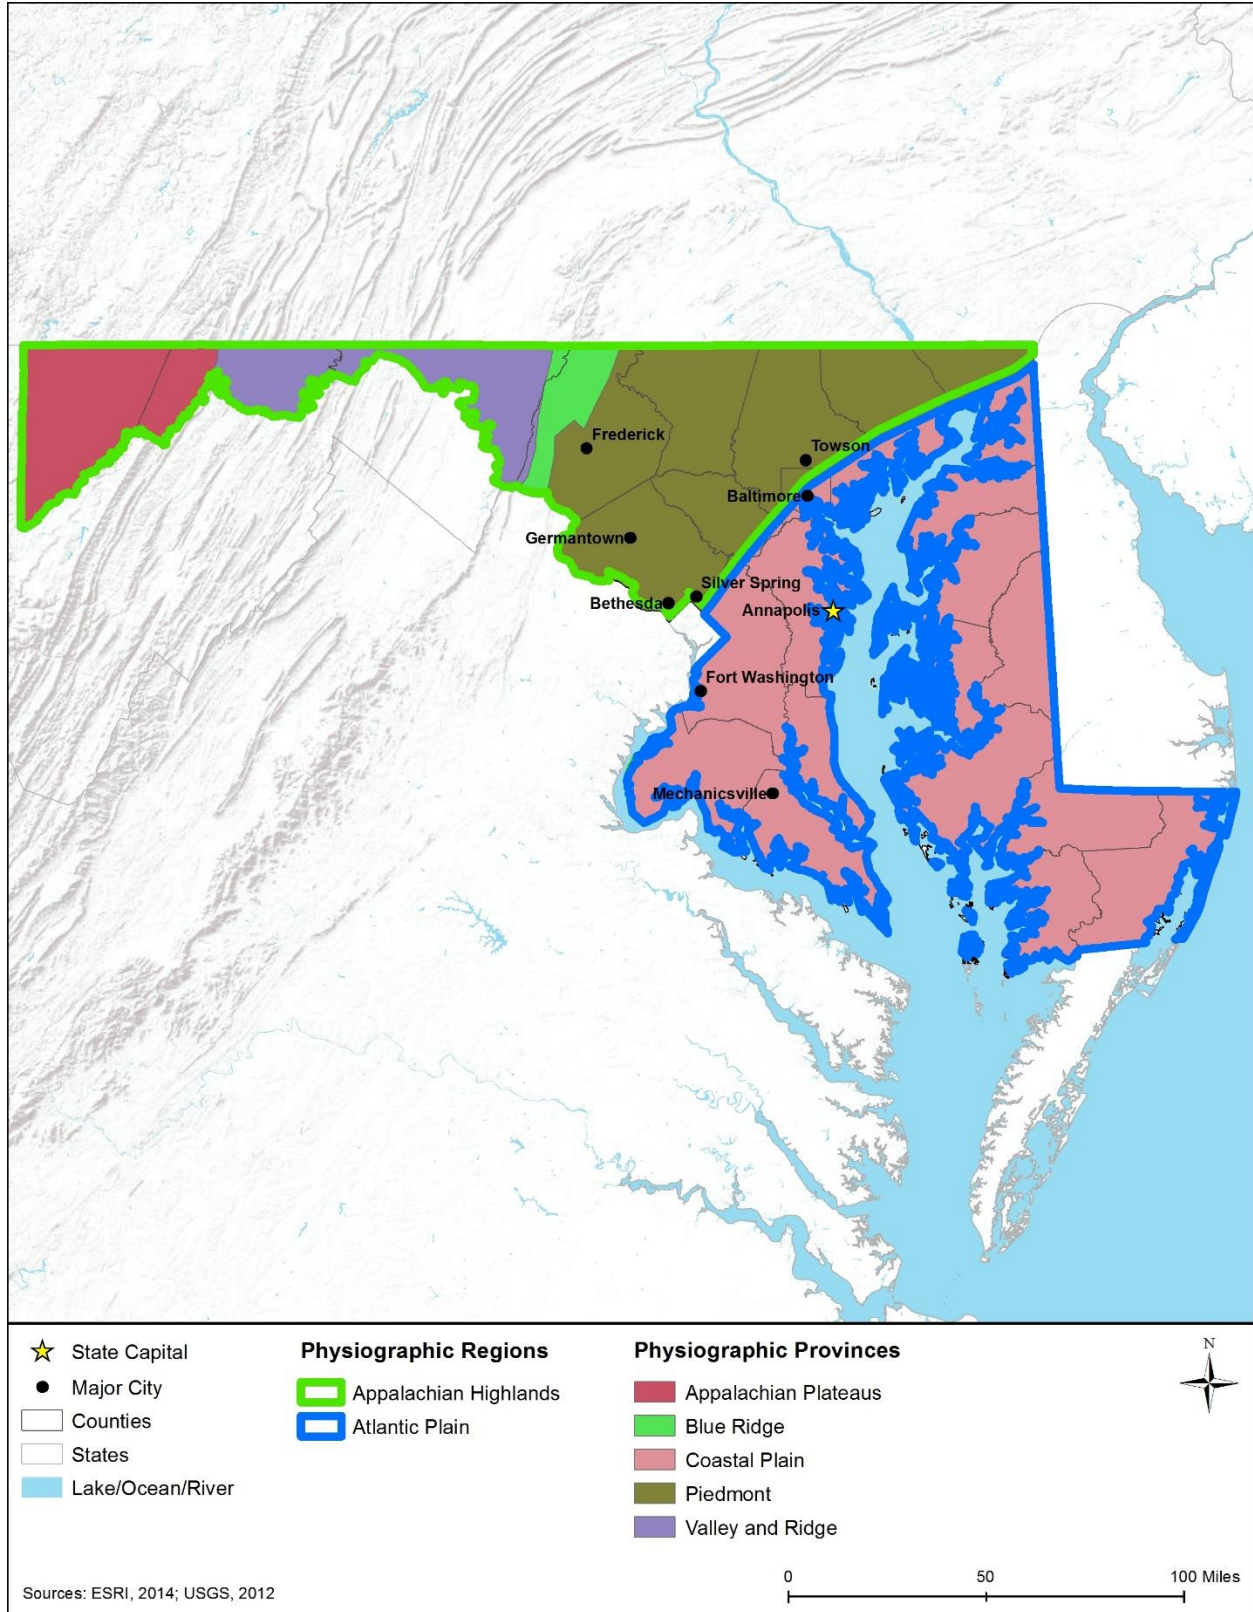 Frederick
Towson
Baltimore
Germantown
Silver Spring
Bethesda
Annapolis
Fort Washington
Mechanicsville
State Capital
Major City
Counties
States
Lake/Ocean/River
Physiographic Regions
Appalachian Highlands
Atlantic Plain
Physiographic Provinces
Appalachian Plateaus
Blue Ridge
Coastal Plain
Piedmont
Valley and Ridge
N
0 50 100 Miles
Sources: ESRI, 2014; USGS, 2012